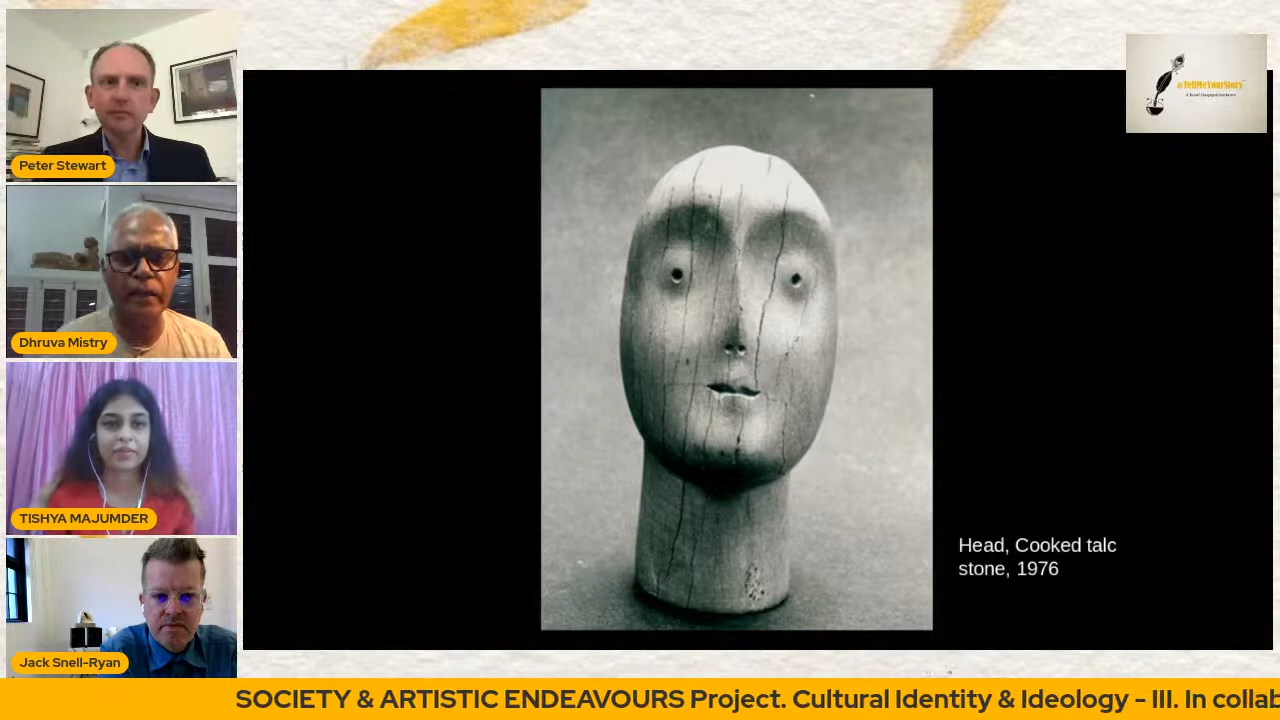 Peter Stewart
Dhruva Mistry
TISHYA MAJUMDER
Jack Snell-Ryan
#TellMeYourStory
Head, Cooked talc
stone, 1976
SOCIETY & ARTISTIC ENDEAVOURS Project. Cultural Identity & Ideology - III. In collab